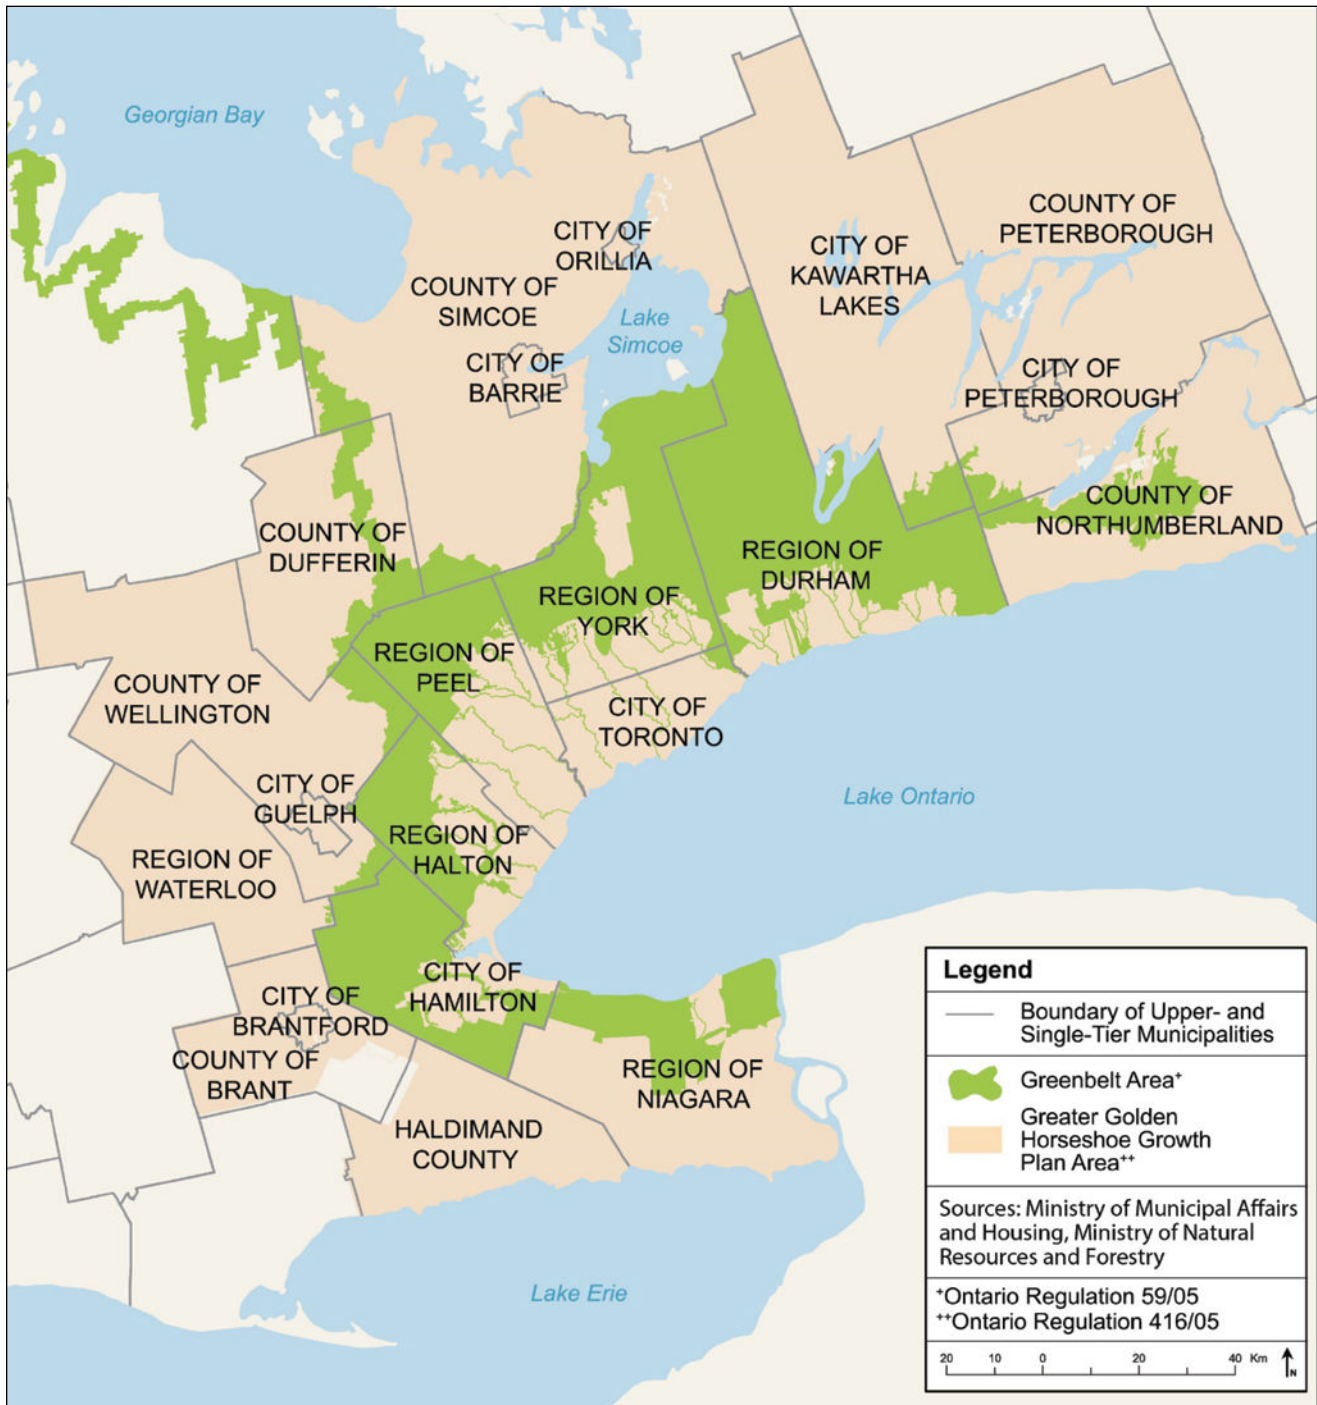 Georgian Bay
COUNTY OF
PETERBOROUGH
CITY OF
ORILLIA
CITY OF
KAWARTHA
LAKES
COUNTY OF
SIMCOE
Lake
Simcoe
CITY OF
BARRIE
CITY OF
PETERBOROUGH
COUNTY OF
NORTHUMBERLAND
COUNTY OF
DUFFERIN
REGION OF
DURHAM
REGION OF
YORK
REGION OF
PEEL
COUNTY OF
WELLINGTON
CITY OF
TORONTO
CITY OF
GUELPH
Lake Ontario
REGION OF
HALTON
REGION OF
WATERLOO
CITY OF
HAMILTON
CITY OF
BRANTFORD
COUNTY OF
BRANT
REGION OF
NIAGARA
HALDIMAND
COUNTY
Lake Erie
Legend
Boundary of Upper- and
Single-Tier Municipalities
Greenbelt Area+
Greater Golden
Horseshoe Growth
Plan Area++
Sources: Ministry of Municipal Affairs
and Housing, Ministry of Natural
Resources and Forestry
+Ontario Regulation 59/05
++Ontario Regulation 416/05
20 10 0 20 40 Km N